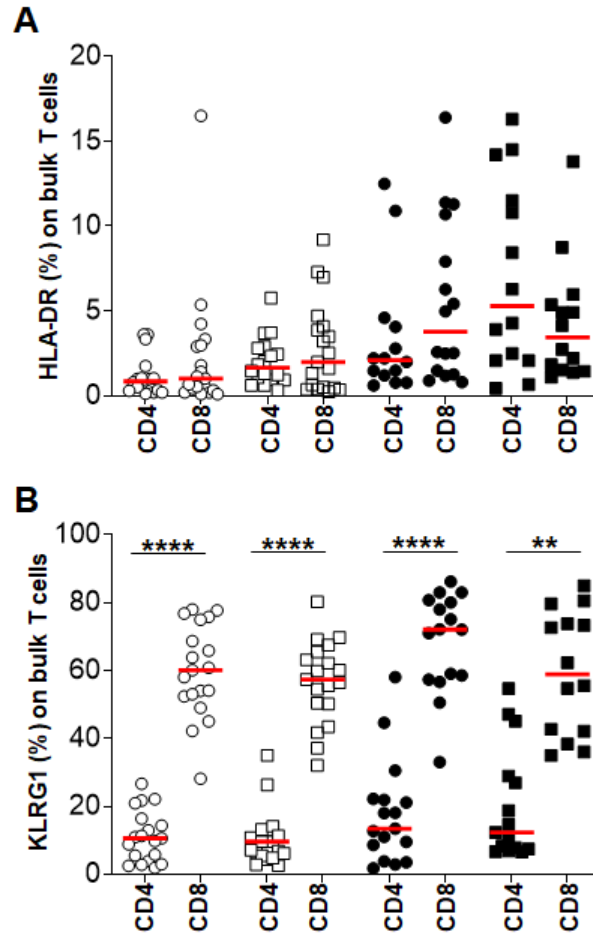 A
HLA-DR (%) on bulk T cells
20
15
10
5
0
CD4 CD8 CD4 CD8 CD4 CD8 CD4 CD8
B
KLRG1 (%) on bulk T cells
100
80
60
40
20
0
**** **** **** **
CD4 CD8 CD4 CD8 CD4 CD8 CD4 CD8